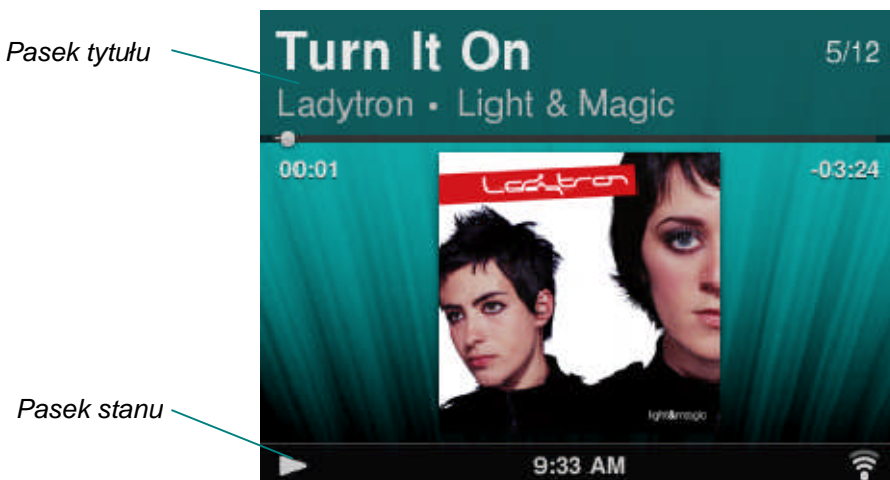 Pasek tytułu
Turn It On
5/12
Ladytron • Light & Magic
00:01
-03:24
Ladytron
light&magic
Pasek stanu
9:33 AM